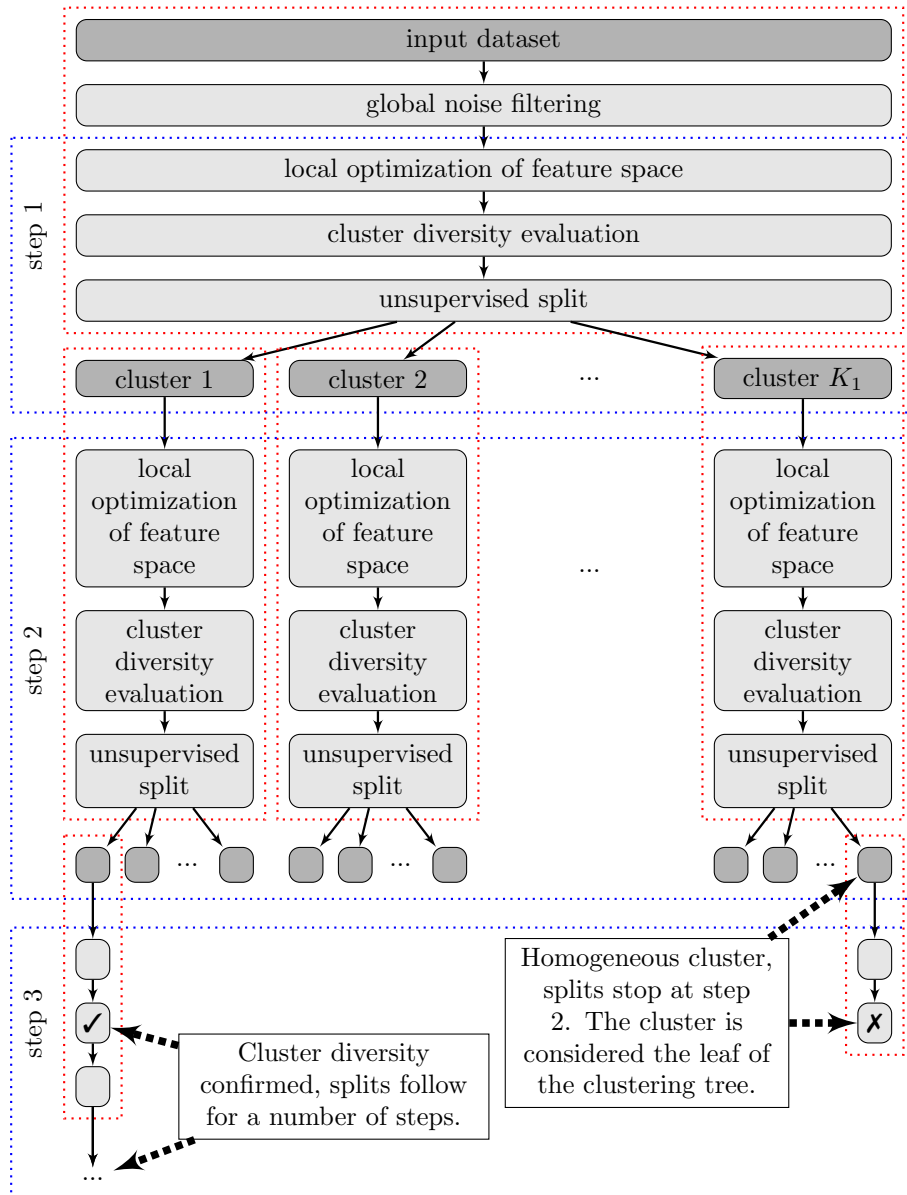 input dataset
global noise filtering
step 1
local optimization of feature space
cluster diversity evaluation
unsupervised split
cluster 1
cluster 2
...
cluster K₁
step 2
local
optimization
of feature
space
local
optimization
of feature
space
...
local
optimization
of feature
space
cluster
diversity
evaluation
cluster
diversity
evaluation
cluster
diversity
evaluation
unsupervised
split
unsupervised
split
unsupervised
split
...
...
...
step 3
✓
✗
Homogeneous cluster,
splits stop at step
2. The cluster is
considered the leaf of
the clustering tree.
Cluster diversity
confirmed, splits follow
for a number of steps.
...